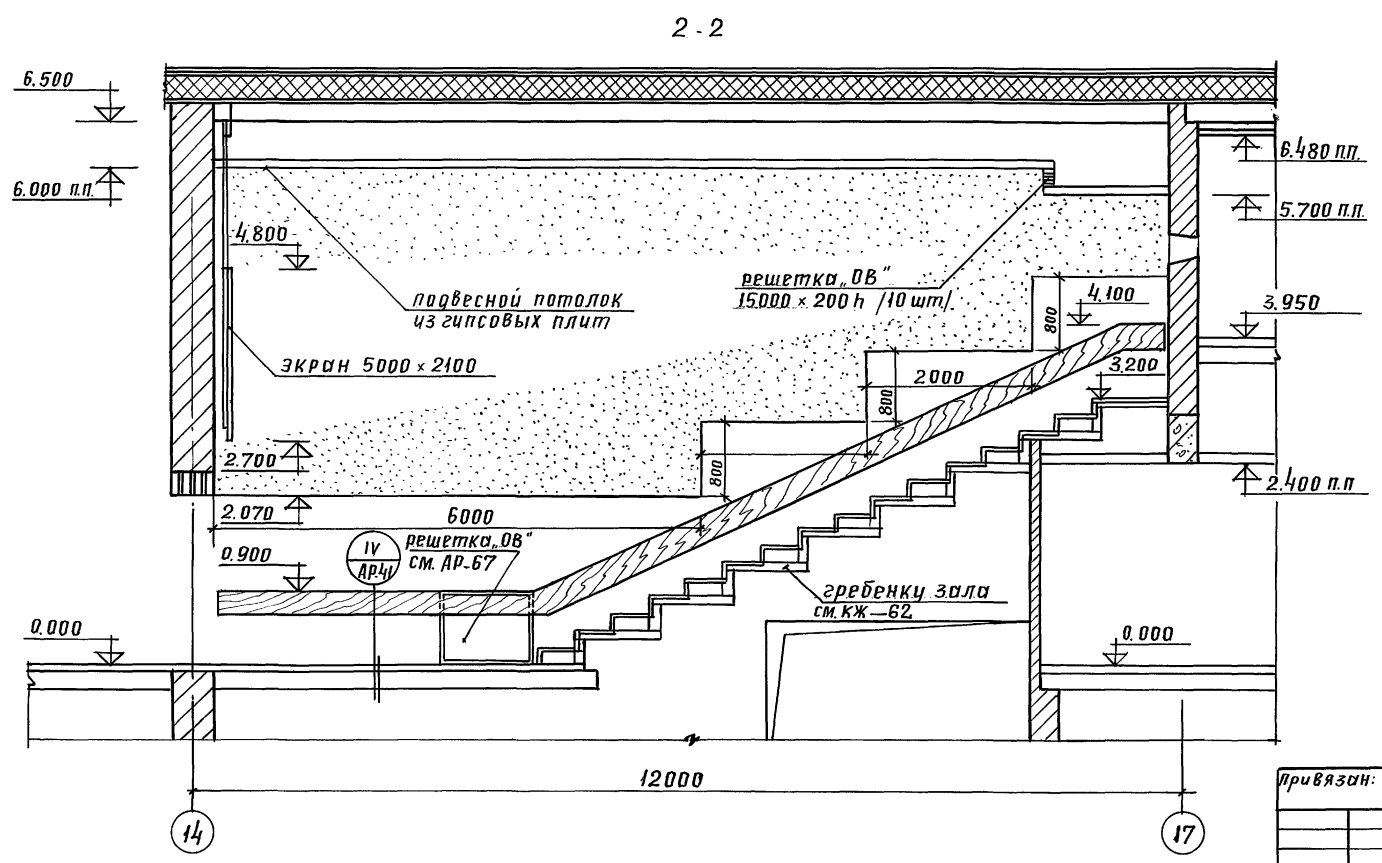 2-2
6.500
6.000 п.п.
6.480 п.п.
5.700 п.п.
4.800
подвесной потолок
из гипсовых плит
решетка „ОВ"
15000 × 200 h /10 шт/
4.100
800
3.950
экран 5000 × 2100
2000
800
3.200
2.700
800
2.400 п.п
2.070
6000
0.900
IV
АР-41
решетка „ОВ"
см. АР-67
гребенку зала
см. КЖ-62
0.000
0.000
12000
14
17
привязан: